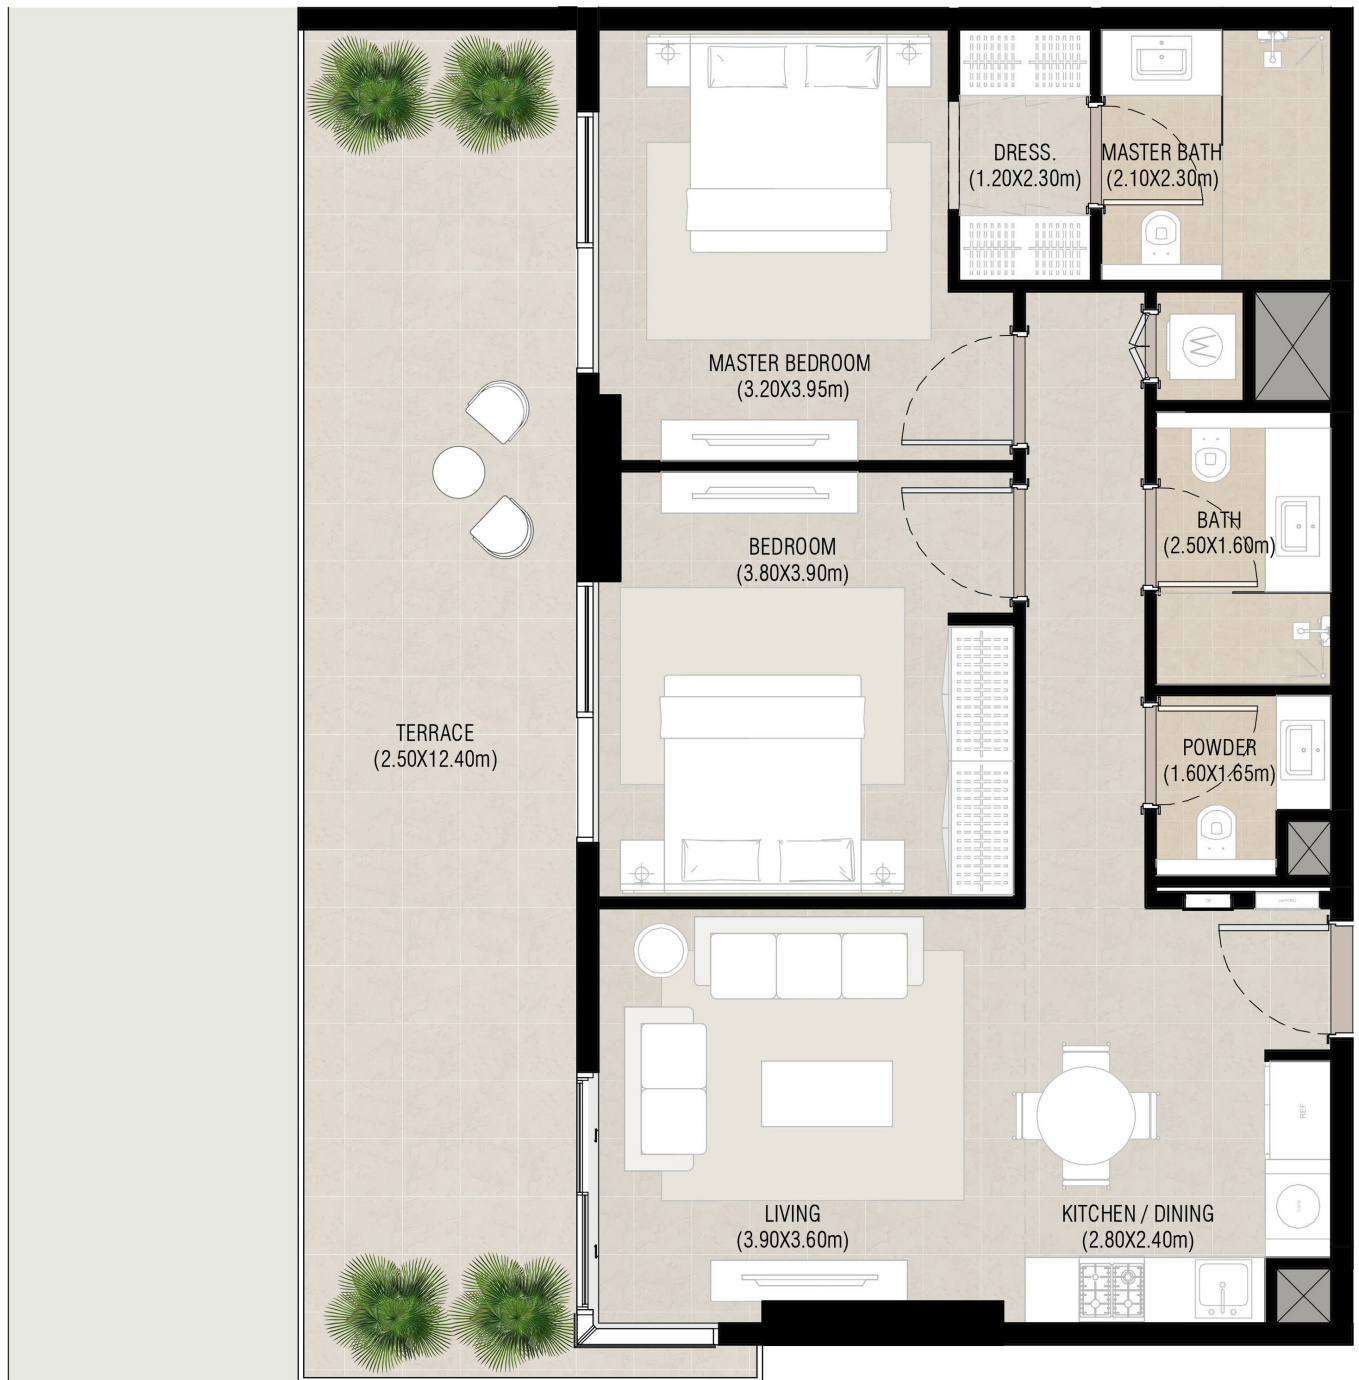 DRESS.
(1.20X2.30m)
MASTER BATH
(2.10X2.30m)
W
MASTER BEDROOM
(3.20X3.95m)
BEDROOM
(3.80X3.90m)
BATH
(2.50X1.60m)
TERRACE
(2.50X12.40m)
POWDER
(1.60X1.65m)
REF
LIVING
(3.90X3.60m)
KITCHEN / DINING
(2.80X2.40m)